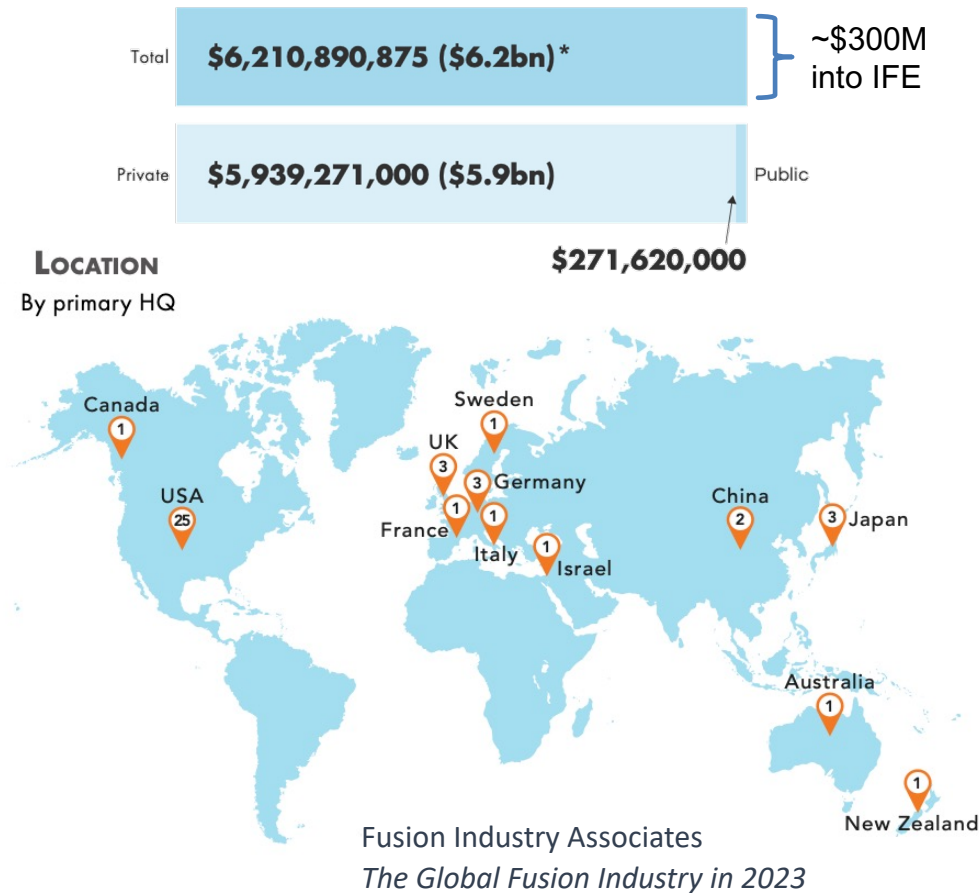 Total
$6,210,890,875 ($6.2bn)*
~$300M
into IFE
Private
$5,939,271,000 ($5.9bn)
Public
$271,620,000
LOCATION
By primary HQ
Canada
1
USA
25
Sweden
1
UK
3
3
Germany
France
1
1
Italy
1
Israel
China
2
3
Japan
Australia
1
1
New Zealand
Fusion Industry Associates
The Global Fusion Industry in 2023